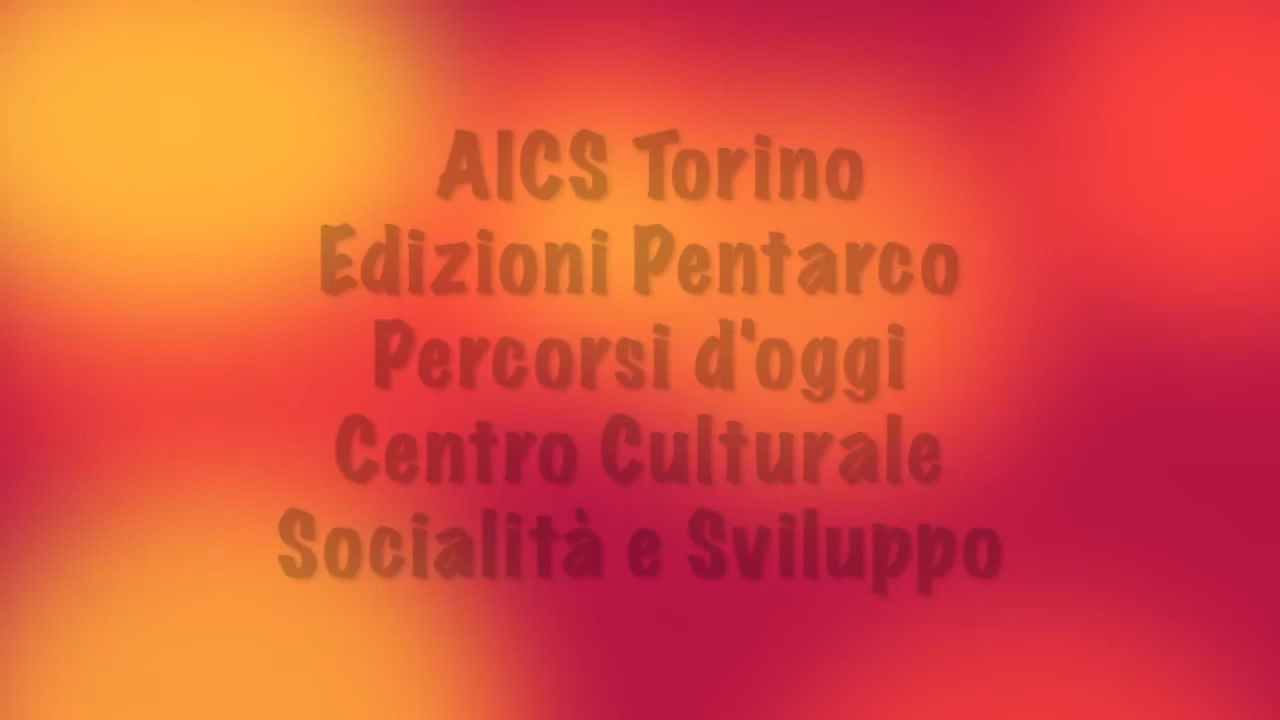 AICS Torino
Edizioni Pentarco
Percorsi d'oggi
Centro Culturale
Socialità e Sviluppo